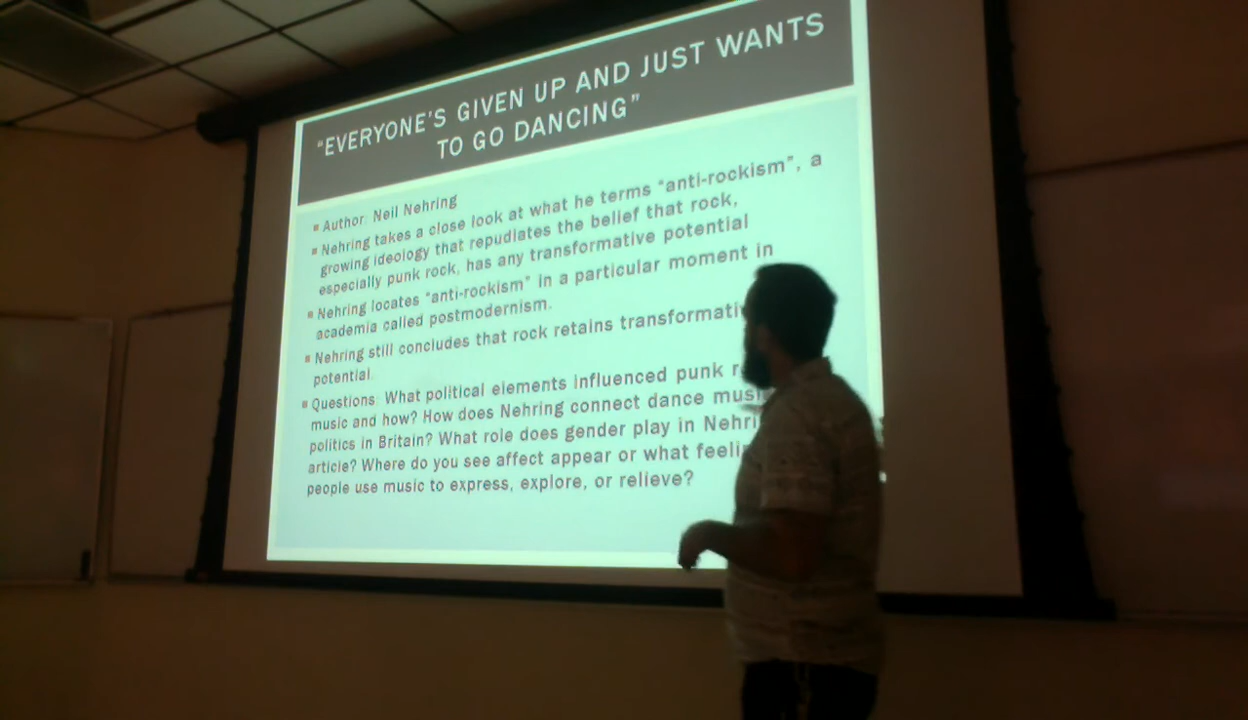 "EVERYONE'S GIVEN UP AND JUST WANTS
TO GO DANCING"
▪ Author: Neil Nehring
▪ Nehring takes a close look at what he terms "anti-rockism", a
growing ideology that repudiates the belief that rock,
especially punk rock, has any transformative potential
▪ Nehring locates "anti-rockism" in a particular moment in
academia called postmodernism.
▪ Nehring still concludes that rock retains
potential.
▪ Questions: What political elements influenced punk
music and how? How does Nehring connect dance
politics in Britain? What role does gender play in
article? Where do you see affect appear or what
people use music to express, explore, or relieve?